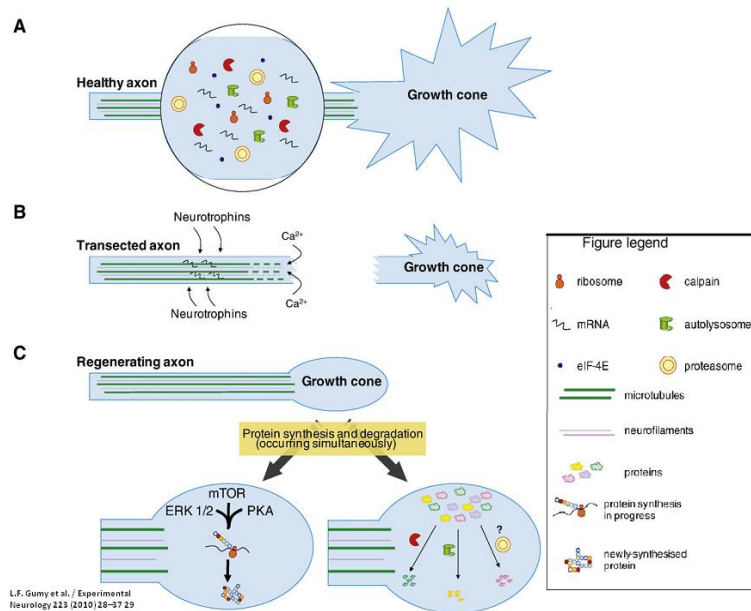 A
Healthy axon
Growth cone
B
Neurotrophins
Transected axon
Ca²⁺
Growth cone
Ca²⁺
Neurotrophins
C
Regenerating axon
Growth cone
Protein synthesis and degradation
(occurring simultaneously)
mTOR
ERK 1/2
PKA
?
L.F. Gumy et al. / Experimental
Neurology 223 (2010) 28–37 29
Figure legend
ribosome
calpain
mRNA
autolysosome
eIF-4E
proteasome
microtubules
neurofilaments
proteins
protein synthesis
in progress
newly-synthesised
protein